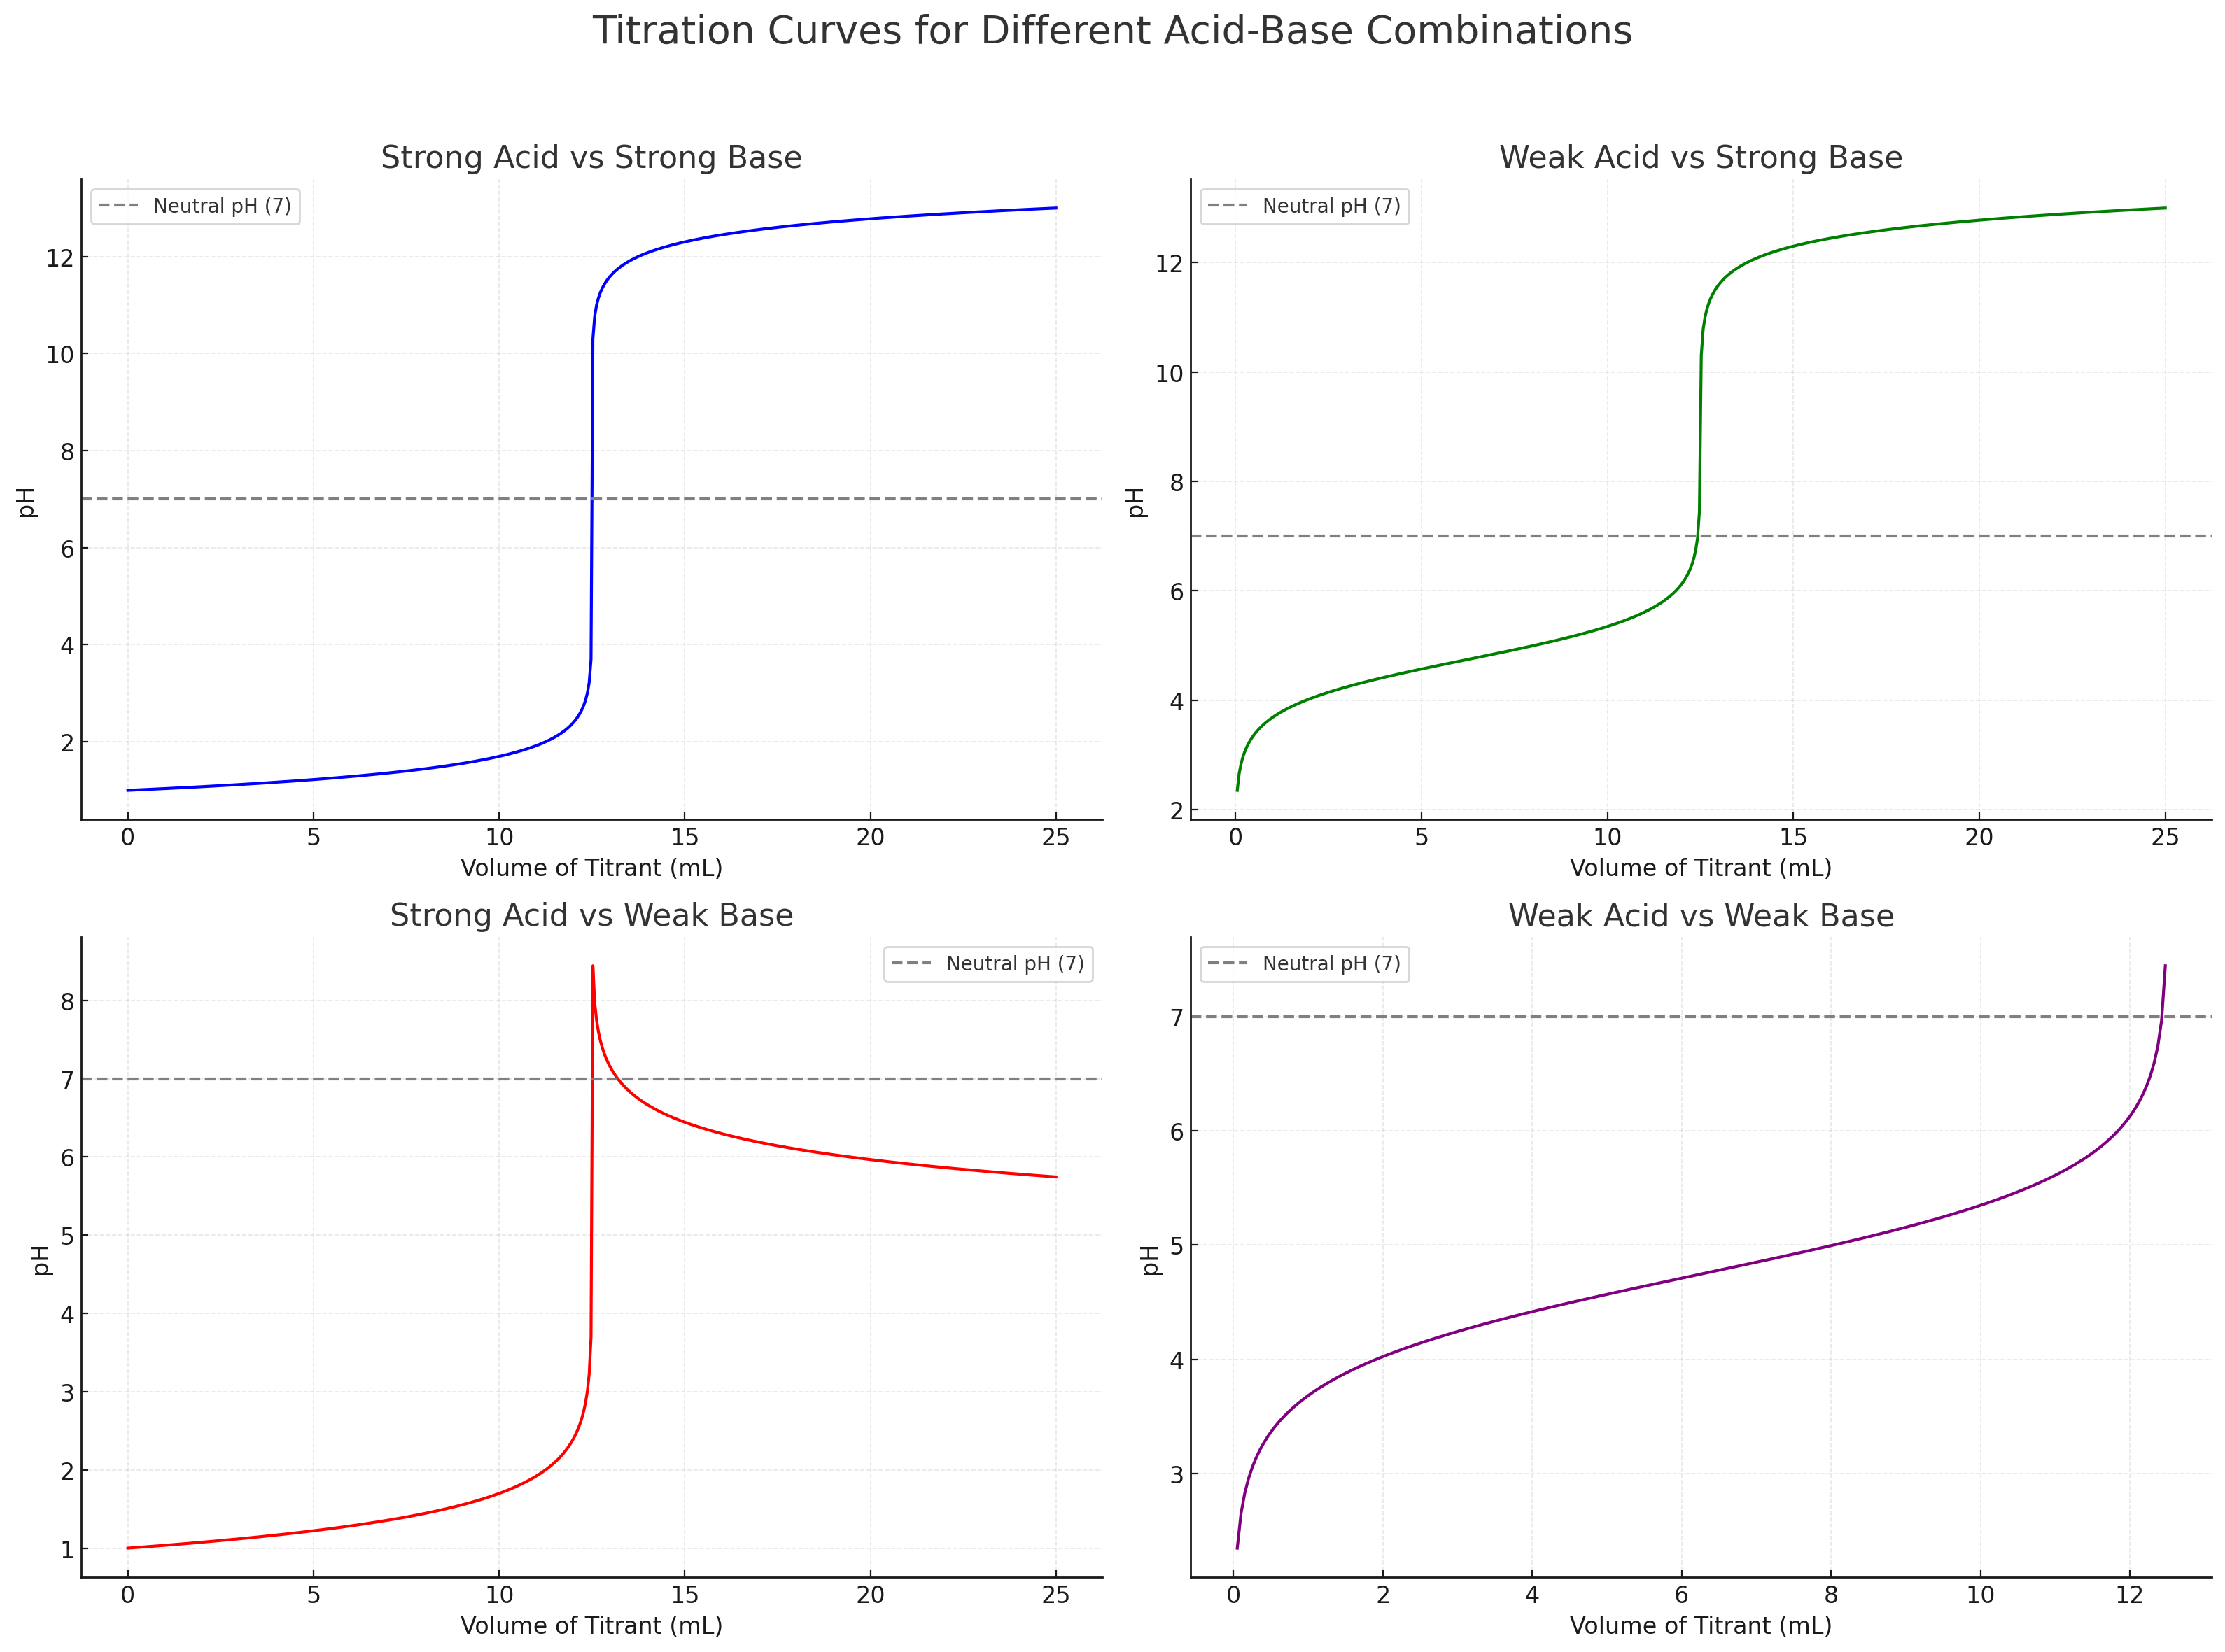 Titration Curves for Different Acid-Base Combinations
Strong Acid vs Strong Base
Neutral pH (7)
12
10
8
6
4
2
pH
0 5 10 15 20 25
Volume of Titrant (mL)
Weak Acid vs Strong Base
Neutral pH (7)
12
10
8
6
4
2
pH
0 5 10 15 20 25
Volume of Titrant (mL)
Strong Acid vs Weak Base
Neutral pH (7)
8
7
6
5
4
3
2
1
pH
0 5 10 15 20 25
Volume of Titrant (mL)
Weak Acid vs Weak Base
Neutral pH (7)
7
6
5
4
3
pH
0 2 4 6 8 10 12
Volume of Titrant (mL)